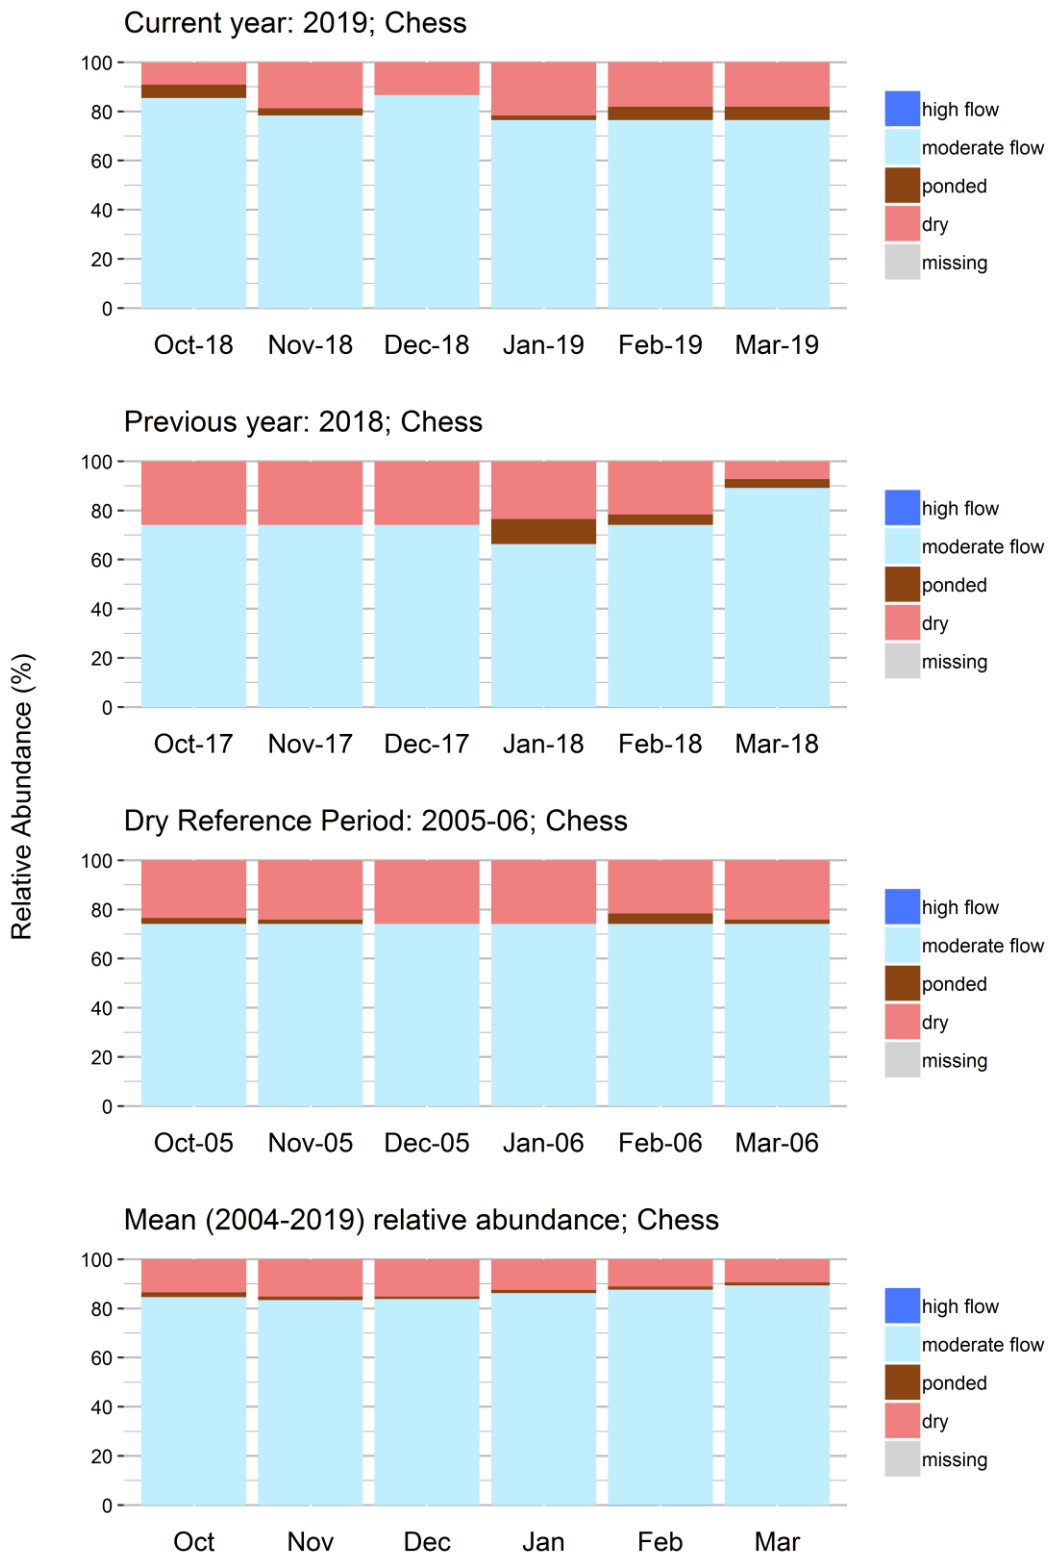 Relative Abundance (%)
Current year: 2019; Chess
100
80
60
40
20
0
Oct-18 Nov-18 Dec-18 Jan-19 Feb-19 Mar-19
high flow
moderate flow
ponded
dry
missing
Previous year: 2018; Chess
100
80
60
40
20
0
Oct-17 Nov-17 Dec-17 Jan-18 Feb-18 Mar-18
high flow
moderate flow
ponded
dry
missing
Dry Reference Period: 2005-06; Chess
100
80
60
40
20
0
Oct-05 Nov-05 Dec-05 Jan-06 Feb-06 Mar-06
high flow
moderate flow
ponded
dry
missing
Mean (2004-2019) relative abundance; Chess
100
80
60
40
20
0
Oct Nov Dec Jan Feb Mar
high flow
moderate flow
ponded
dry
missing